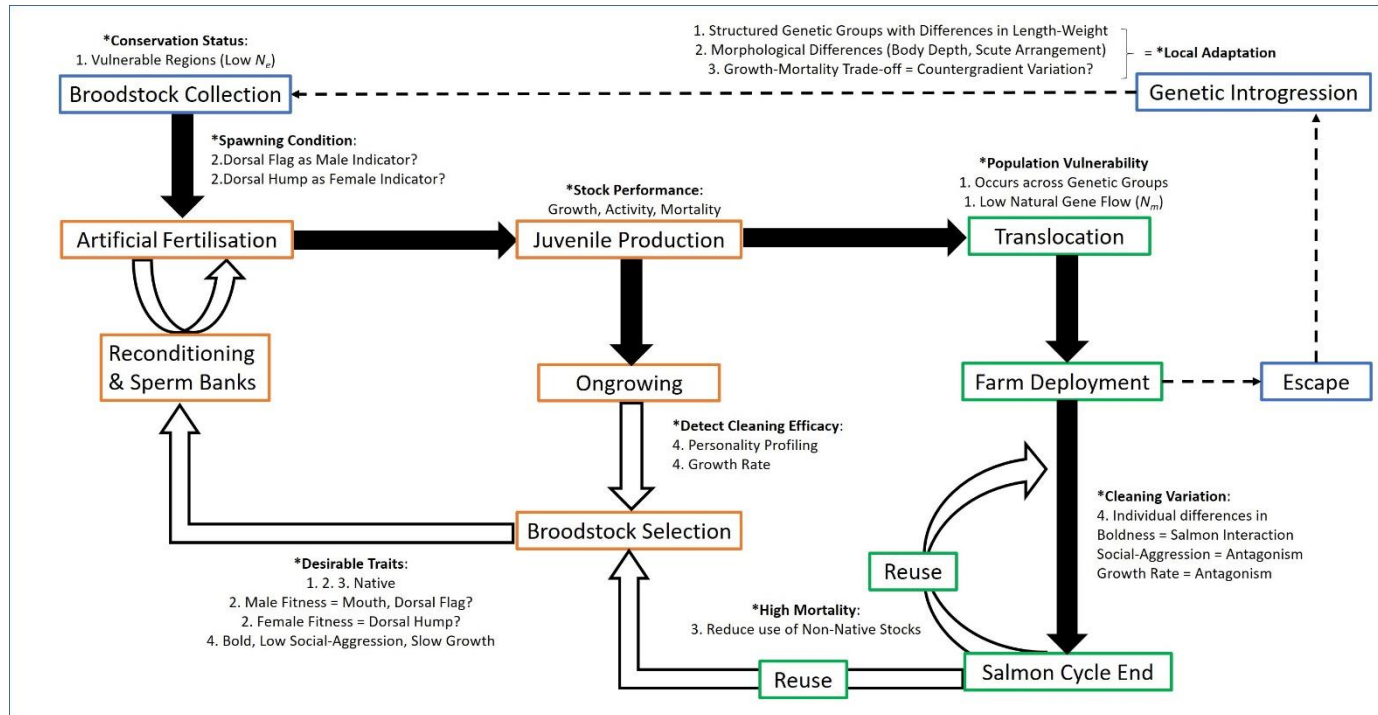 *Conservation Status:
1. Vulnerable Regions (Low Ne)
Broodstock Collection
1. Structured Genetic Groups with Differences in Length-Weight
2. Morphological Differences (Body Depth, Scute Arrangement)
3. Growth-Mortality Trade-off = Countergradient Variation?
= *Local Adaptation
Genetic Introgression
*Spawning Condition:
2.Dorsal Flag as Male Indicator?
2.Dorsal Hump as Female Indicator?
*Stock Performance:
Growth, Activity, Mortality
*Population Vulnerability
1. Occurs across Genetic Groups
1. Low Natural Gene Flow (Nm)
Artificial Fertilisation
Juvenile Production
Translocation
Reconditioning
& Sperm Banks
Ongrowing
Farm Deployment
Escape
*Detect Cleaning Efficacy:
4. Personality Profiling
4. Growth Rate
*Cleaning Variation:
4. Individual differences in
Boldness = Salmon Interaction
Social-Aggression = Antagonism
Growth Rate = Antagonism
Broodstock Selection
*Desirable Traits:
1. 2. 3. Native
2. Male Fitness = Mouth, Dorsal Flag?
2. Female Fitness = Dorsal Hump?
4. Bold, Low Social-Aggression, Slow Growth
Reuse
*High Mortality:
3. Reduce use of Non-Native Stocks
Reuse
Salmon Cycle End